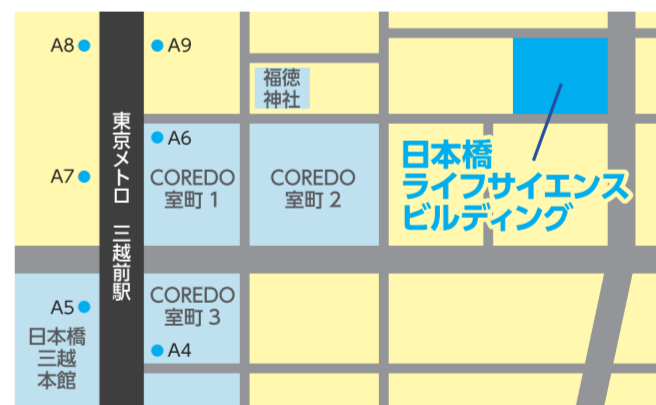 A8
A9
福徳
神社
東京メトロ 三越前駅
A6
A7
COREDO
室町 1
COREDO
室町 2
日本橋
ライフサイエンス
ビルディング
A5
日本橋
三越
本館
COREDO
室町 3
A4